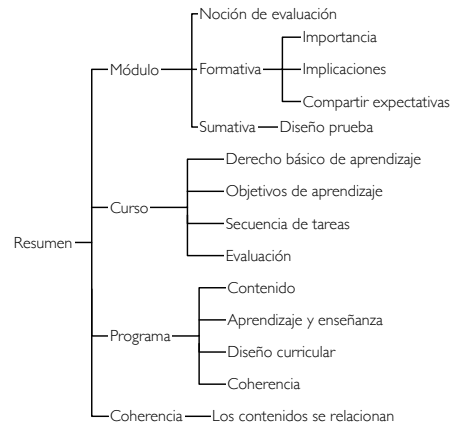 Resumen
Módulo
Noción de evaluación
Formativa
Importancia
Implicaciones
Compartir expectativas
Sumativa
Diseño prueba
Curso
Derecho básico de aprendizaje
Objetivos de aprendizaje
Secuencia de tareas
Evaluación
Programa
Contenido
Aprendizaje y enseñanza
Diseño curricular
Coherencia
Coherencia
Los contenidos se relacionan